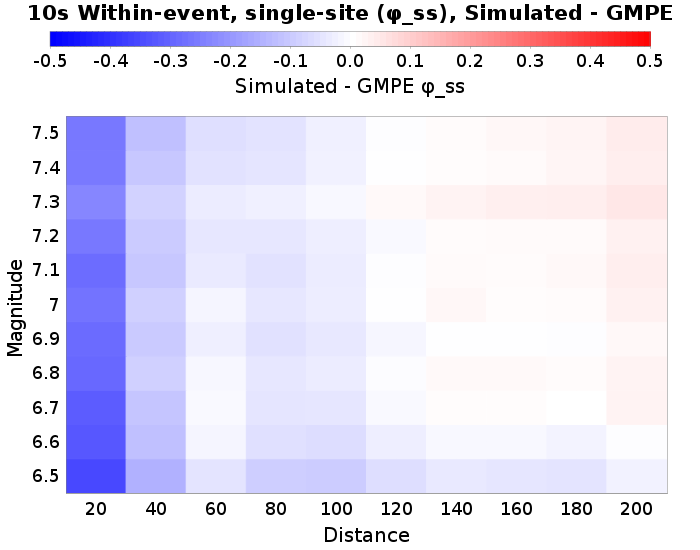 10s Within-event, single-site (φ_ss), Simulated - GMPE
-0.5 -0.4 -0.3 -0.2 -0.1 0.0 0.1 0.2 0.3 0.4 0.5
Simulated - GMPE φ_ss
7.5
7.4
7.3
7.2
7.1
7
6.9
6.8
6.7
6.6
6.5
Magnitude
20 40 60 80 100 120 140 160 180 200
Distance